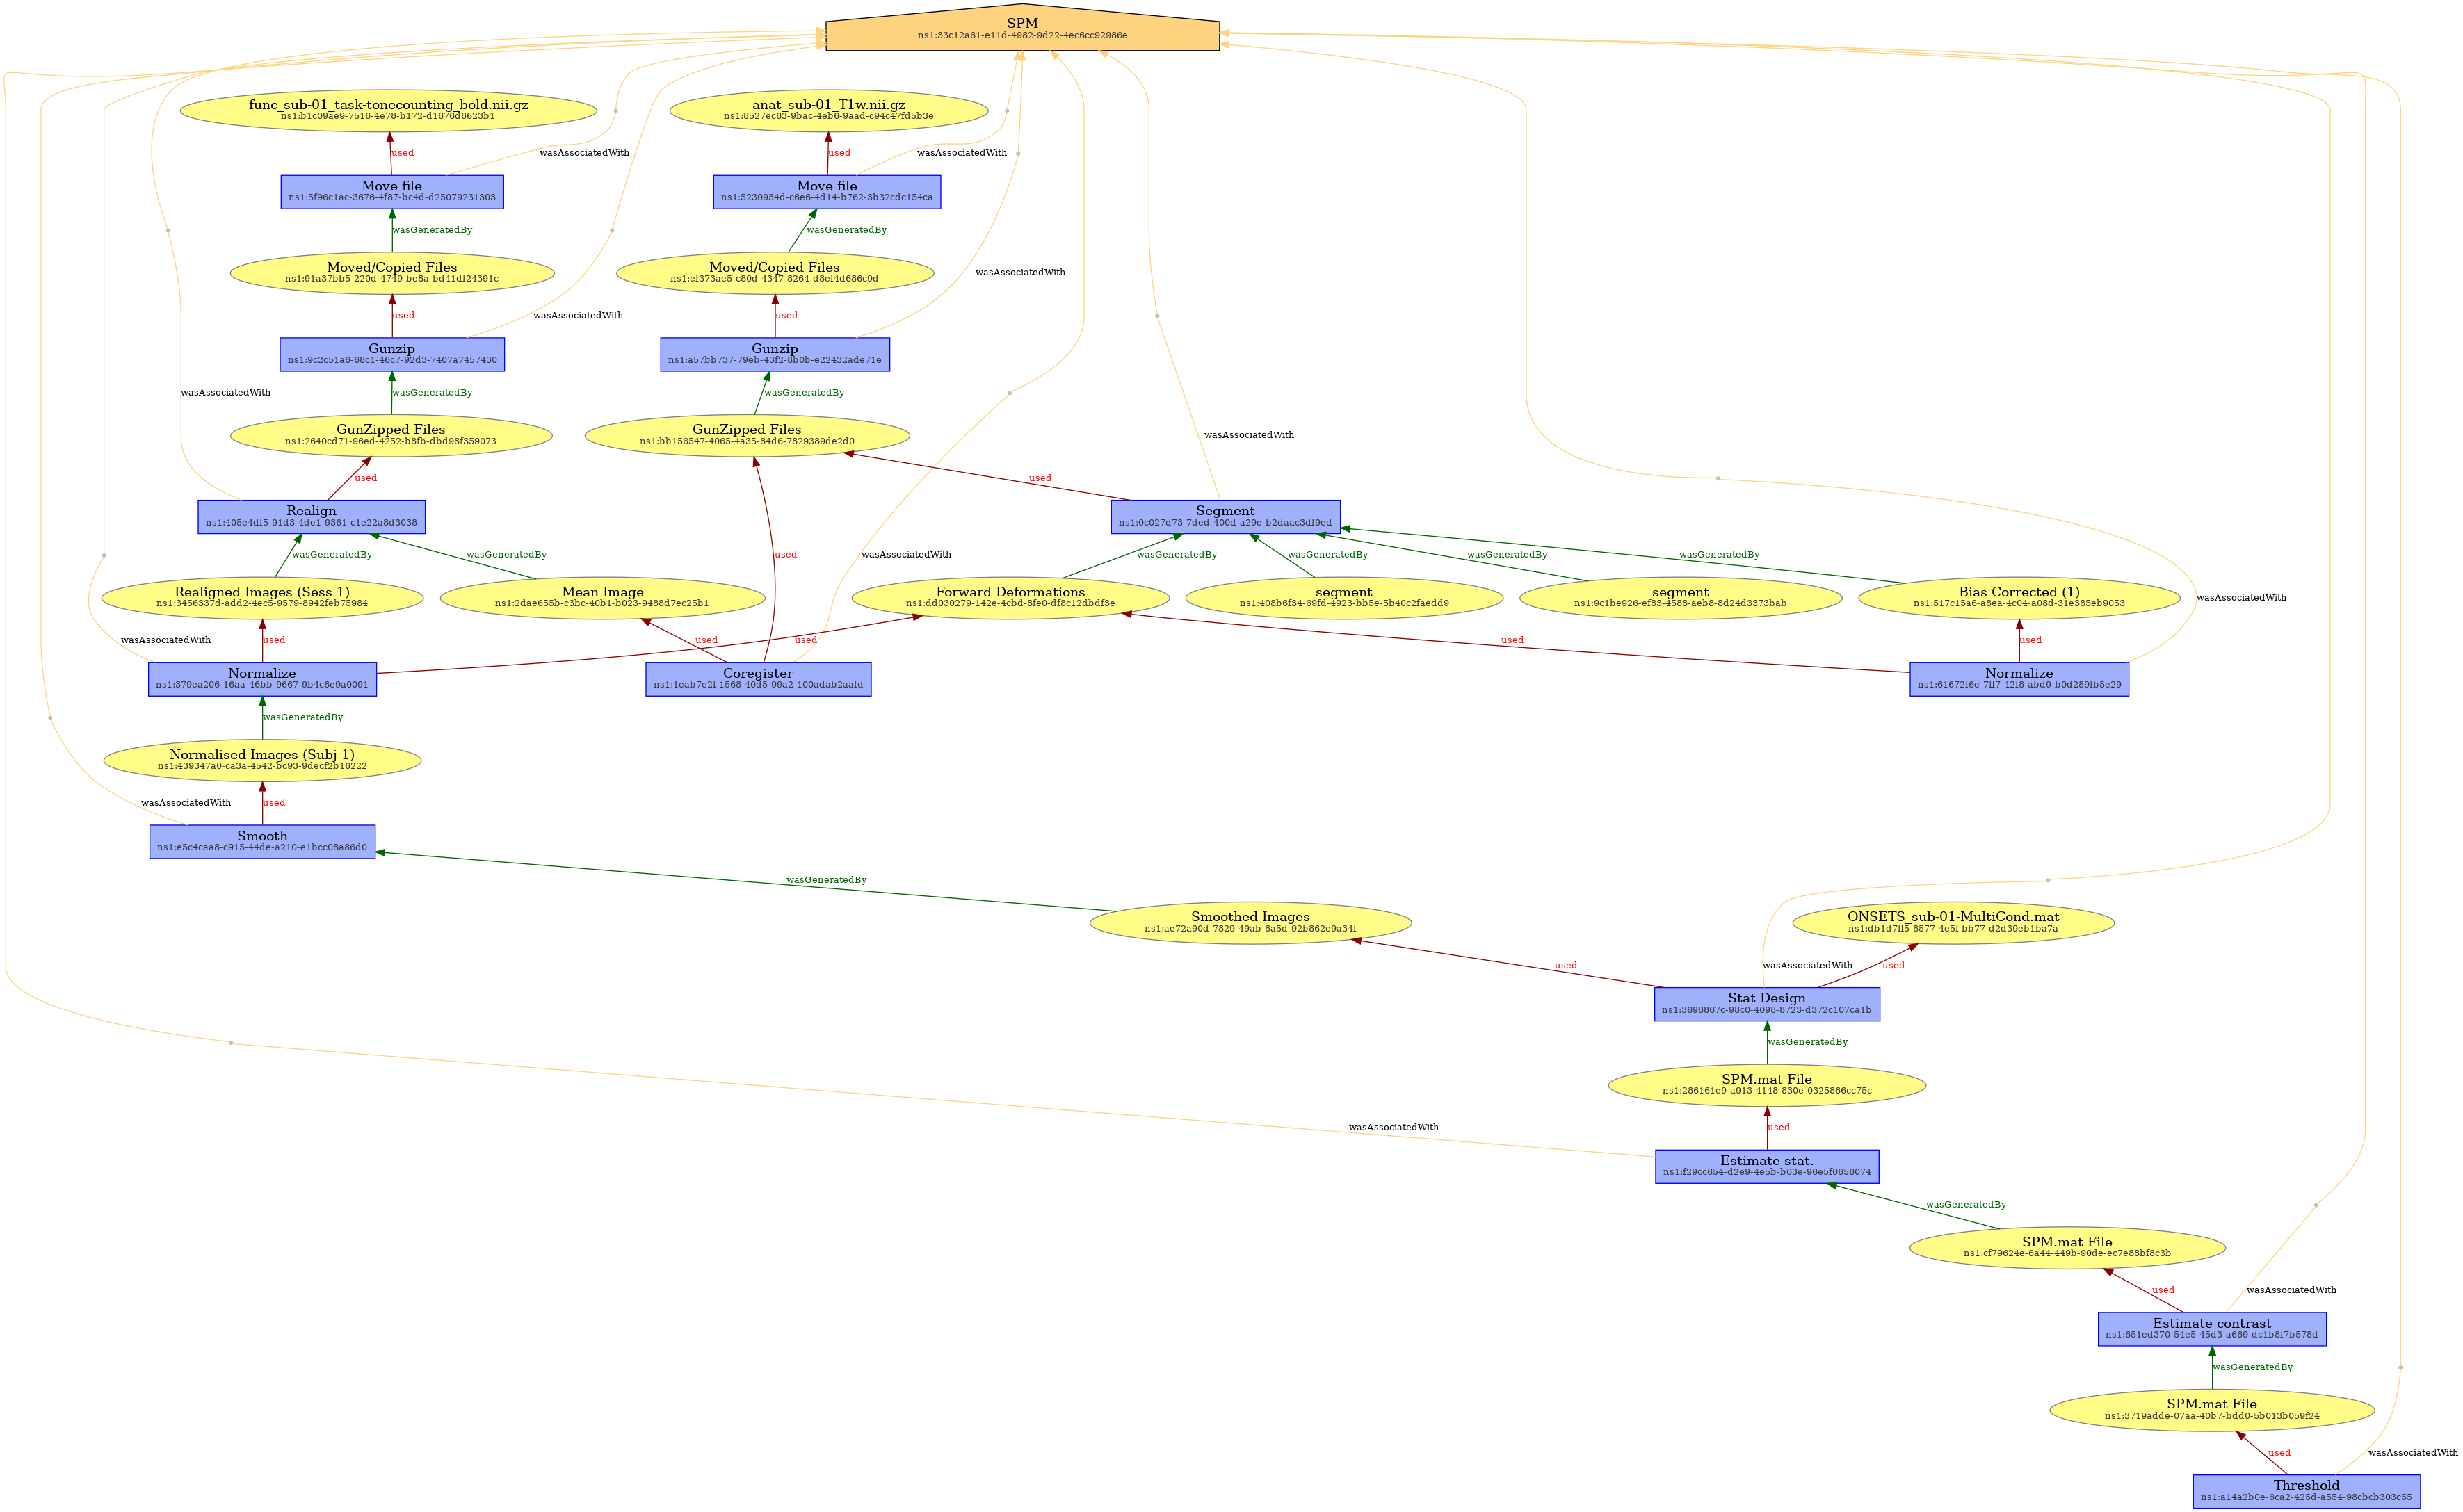 SPM
ns1:33c12a61-e11d-4982-9d22-4ec6cc92986e
func_sub-01_task-tonecounting_bold.nii.gz
ns1:b1c09ae9-7516-4e78-b172-d1676d6623b1
anat_sub-01_T1w.nii.gz
ns1:8527ec63-9bac-4eb6-9aad-c94c47fd5b3e
used
wasAssociatedWith
used
wasAssociatedWith
Move file
ns1:5f96c1ac-3676-4f87-bc4d-d25079231303
Move file
ns1:5230934d-c6e6-4d14-b762-3b32cdc154ca
wasGeneratedBy
wasGeneratedBy
Moved/Copied Files
ns1:91a37bb5-220d-4749-be8a-bd41df24391c
Moved/Copied Files
ns1:ef373ae5-c80d-4347-8264-d8ef4d686c9d
wasAssociatedWith
used
wasAssociatedWith
used
Gunzip
ns1:9c2c51a6-68c1-46c7-92d3-7407a7457430
Gunzip
ns1:a57bb737-79eb-43f2-8b0b-e22432ade71e
wasAssociatedWith
wasGeneratedBy
wasGeneratedBy
GunZipped Files
ns1:2640cd71-96ed-4252-b8fb-dbd98f359073
GunZipped Files
ns1:bb156547-4065-4a35-84d6-7829389de2d0
wasAssociatedWith
used
used
Realign
ns1:405e4df5-91d3-4de1-9361-c1e22a8d3038
Segment
ns1:0c027d73-7ded-400d-a29e-b2daac3df9ed
wasGeneratedBy
wasGeneratedBy
used
wasAssociatedWith
wasGeneratedBy
wasGeneratedBy
wasGeneratedBy
wasGeneratedBy
Realigned Images (Sess 1)
ns1:3456337d-add2-4ec5-9579-8942feb75984
Mean Image
ns1:2dae655b-c3bc-40b1-b023-9488d7ec25b1
Forward Deformations
ns1:dd030279-142e-4cbd-8fe0-df8c12dbdf3e
segment
ns1:408b6f34-69fd-4923-bb5e-5b40c2faedd9
segment
ns1:9c1be926-ef83-4588-aeb8-8d24d3373bab
Bias Corrected (1)
ns1:517c15a6-a8ea-4c04-a08d-31e385eb9053
wasAssociatedWith
wasAssociatedWith
used
used
used
used
used
Normalize
ns1:379ea206-16aa-46bb-9667-9b4c6e9a0091
Coregister
ns1:1eab7e2f-1568-40d5-99a2-100adab2aafd
Normalize
ns1:61672f6e-7ff7-42f8-abd9-b0d289fb5e29
wasGeneratedBy
Normalised Images (Subj 1)
ns1:439347a0-ca3a-4542-bc93-9decf2b16222
wasAssociatedWith
used
Smooth
ns1:e5c4caa8-c915-44de-a210-e1bcc08a86d0
wasGeneratedBy
Smoothed Images
ns1:ae72a90d-7829-49ab-8a5d-92b862e9a34f
ONSETS_sub-01-MultiCond.mat
ns1:db1d7ff5-8577-4e5f-bb77-d2d39eb1ba7a
used
wasAssociatedWith
used
Stat Design
ns1:3698867c-98c0-4098-8723-d372c107ca1b
wasGeneratedBy
SPM.mat File
ns1:286161e9-a913-4148-830e-0325866cc75c
wasAssociatedWith
used
Estimate stat.
ns1:f29cc654-d2e9-4e5b-b03e-96e5f0656074
wasGeneratedBy
SPM.mat File
ns1:cf79624e-6a44-449b-90de-ec7e88bf8c3b
used
wasAssociatedWith
Estimate contrast
ns1:651ed370-54e5-45d3-a669-dc1b8f7b578d
wasGeneratedBy
SPM.mat File
ns1:3719adde-07aa-40b7-bdd0-5b013b059f24
used
wasAssociatedWith
Threshold
ns1:a14a2b0e-6ca2-425d-a554-98cbcb303c55